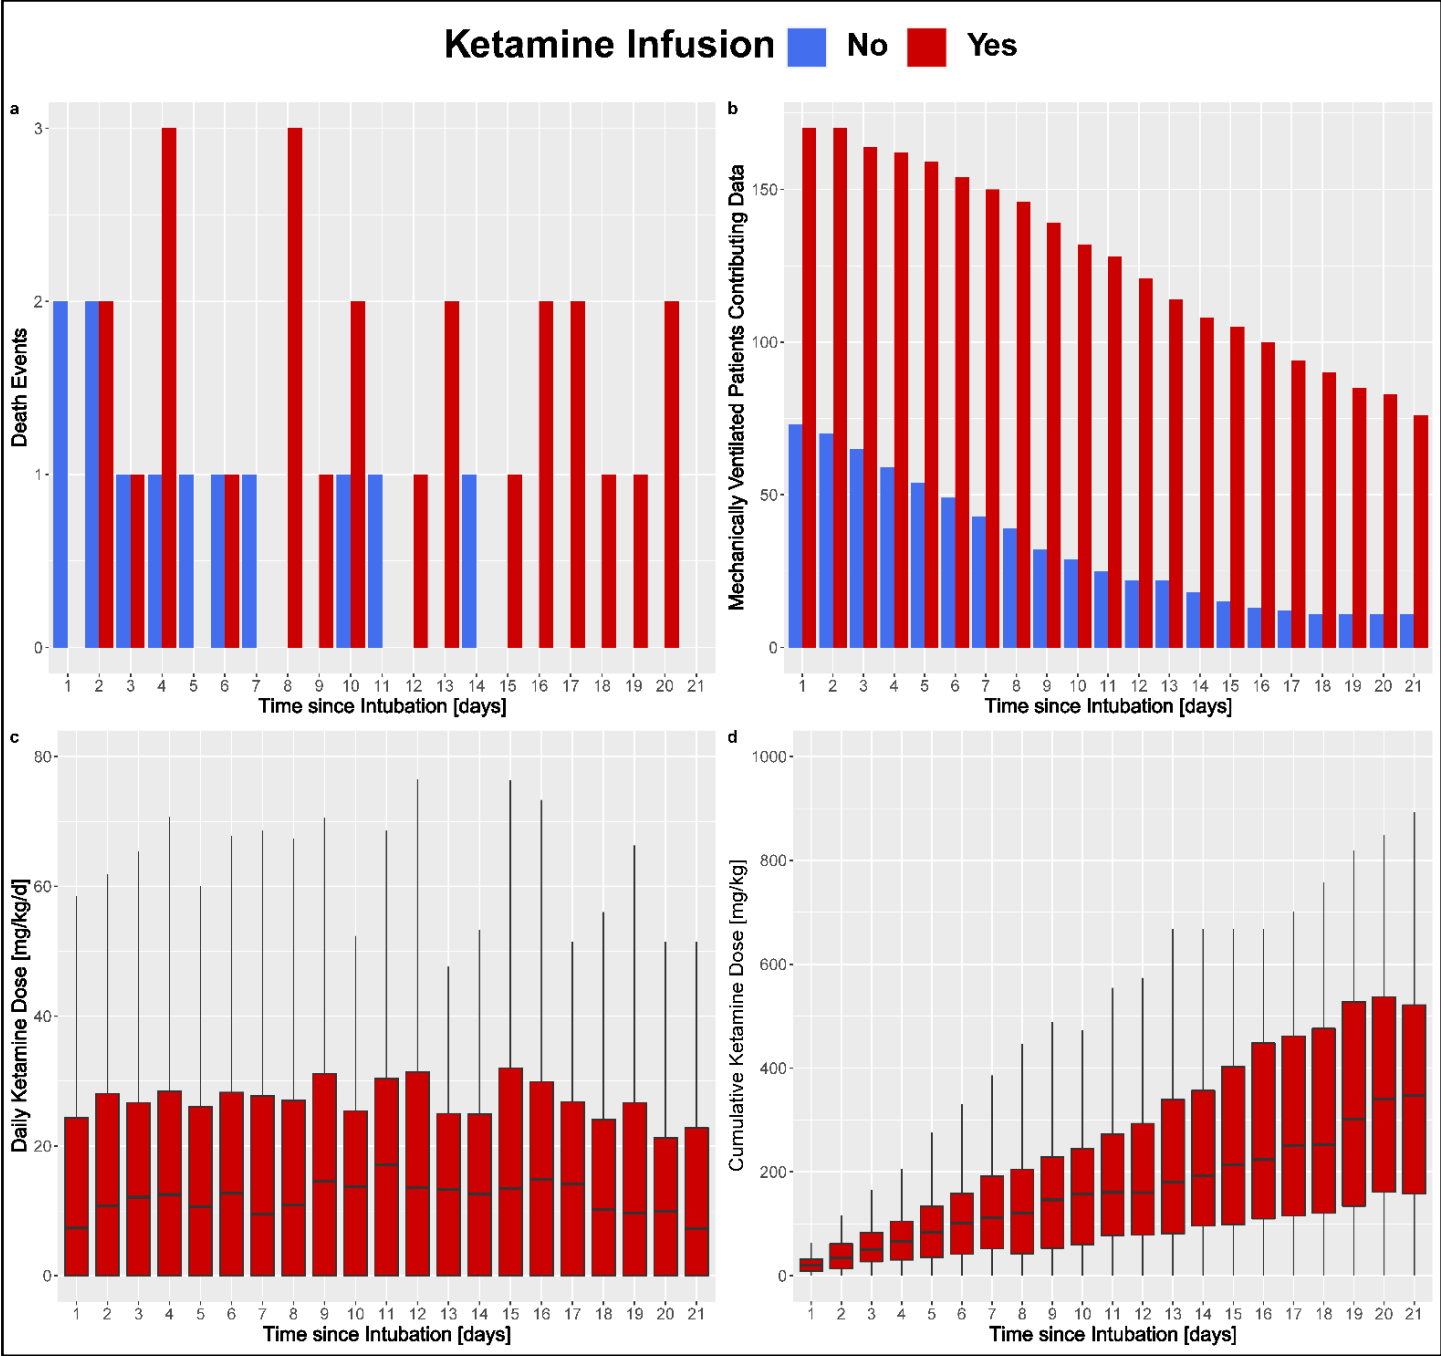 Ketamine Infusion No Yes
a
3
2
1
0
Death Events
1 2 3 4 5 6 7 8 9 10 11 12 13 14 15 16 17 18 19 20 21
Time since Intubation [days]
b
150
100
50
0
Mechanically Ventilated Patients Contributing Data
1 2 3 4 5 6 7 8 9 10 11 12 13 14 15 16 17 18 19 20 21
Time since Intubation [days]
c
80
60
40
20
0
Daily Ketamine Dose [mg/kg/d]
1 2 3 4 5 6 7 8 9 10 11 12 13 14 15 16 17 18 19 20 21
Time since Intubation [days]
d
1000
800
600
400
200
0
Cumulative Ketamine Dose [mg/kg]
1 2 3 4 5 6 7 8 9 10 11 12 13 14 15 16 17 18 19 20 21
Time since Intubation [days]